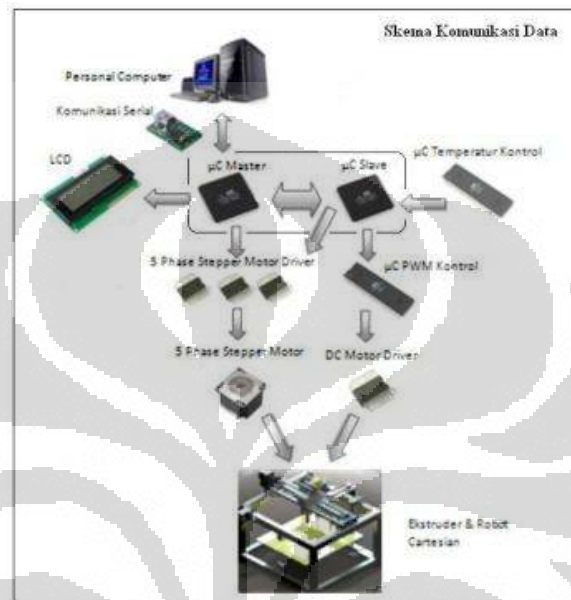 Skema Komunikasi Data
Personal Computer
Komunikasi Serial
LCD
µC Master
µC Slave
µC Temperatur Kontrol
5 Phase Stepper Motor Driver
µC PWM Kontrol
5 Phase Stepper Motor
DC Motor Driver
Ekstruder & Robot
Cartesian